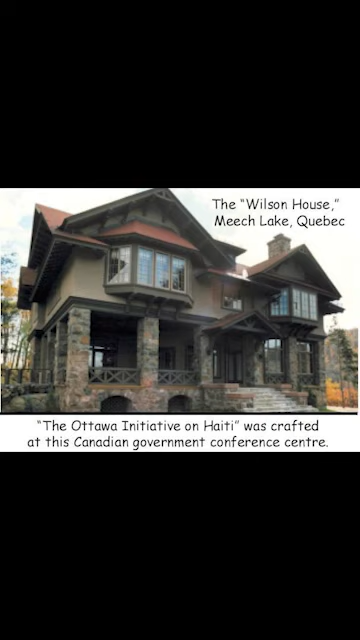 The “Wilson House,”
Meech Lake, Quebec
“The Ottawa Initiative on Haiti” was crafted
at this Canadian government conference centre.